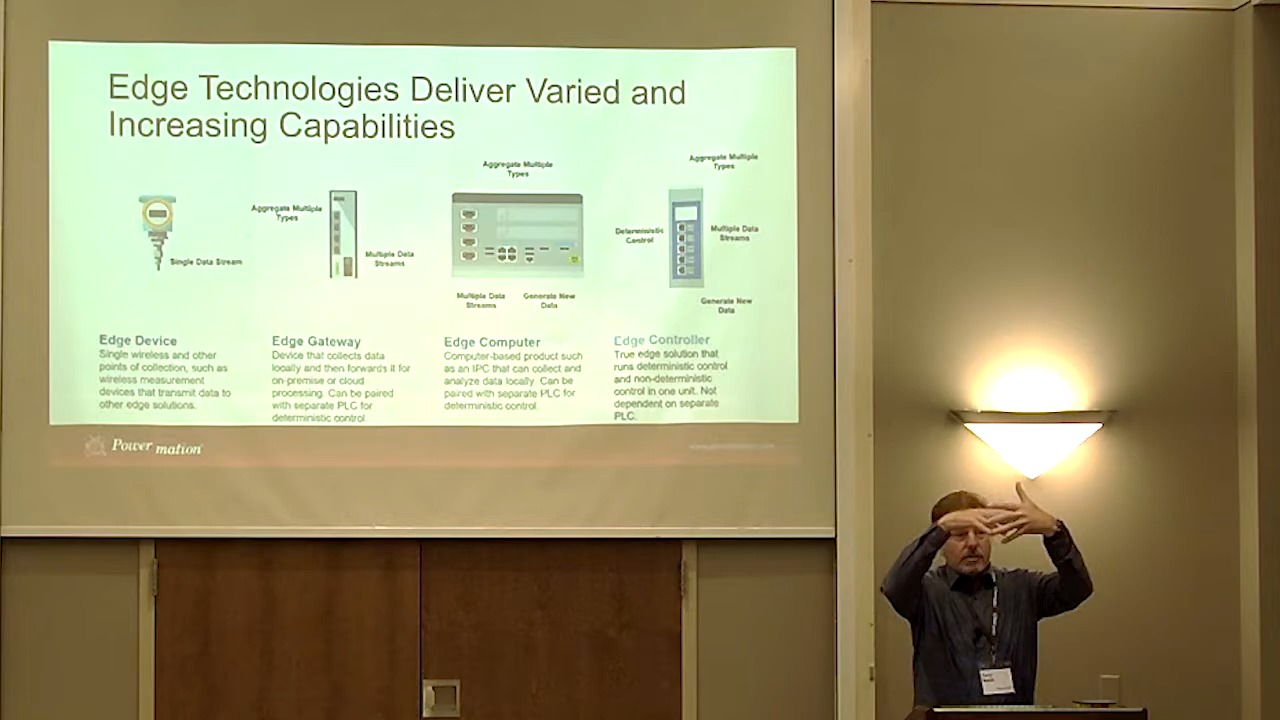 Edge Technologies Deliver Varied and
Increasing Capabilities
Single Data Stream
Aggregate Multiple
Types
Multiple Data
Streams
Aggregate Multiple
Types
Multiple Data
Streams
Generate New
Data
Aggregate Multiple
Types
Deterministic
Control
Multiple Data
Streams
Generate New
Data
Edge Device
Single wireless and other
points of collection, such as
wireless measurement
devices that transmit data to
other edge solutions.
Edge Gateway
Device that collects data
locally and then forwards it for
on-premise or cloud
processing. Can be paired
with separate PLC for
deterministic control.
Edge Computer
Computer-based product such
as an IPC that can collect and
analyze data locally. Can be
paired with separate PLC for
deterministic control.
Edge Controller
True edge solution that
runs deterministic control
and non-deterministic
control in one unit. Not
dependent on separate
PLC.
Power mation